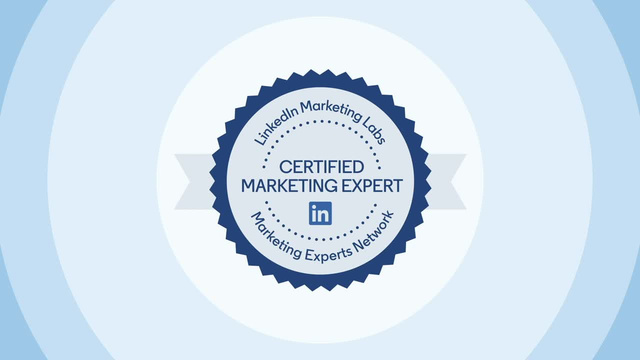 LinkedIn Marketing Labs
CERTIFIED
MARKETING EXPERT
in
Marketing Experts Network